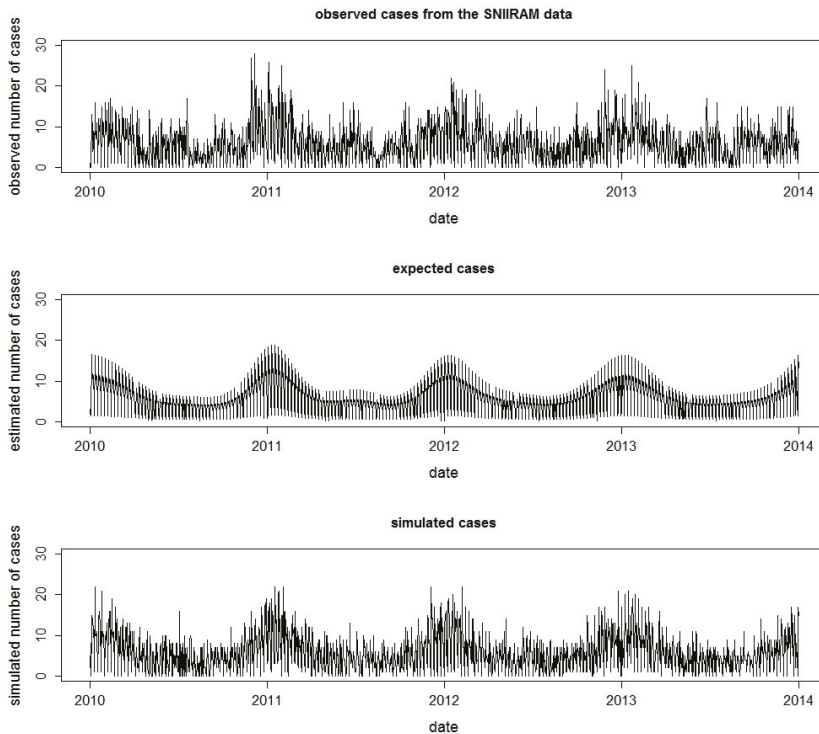 observed cases from the SNIIRAM data
observed number of cases
30
20
10
0
2010 2011 2012 2013 2014
date
expected cases
estimated number of cases
30
20
10
0
2010 2011 2012 2013 2014
date
simulated cases
simulated number of cases
30
20
10
0
2010 2011 2012 2013 2014
date